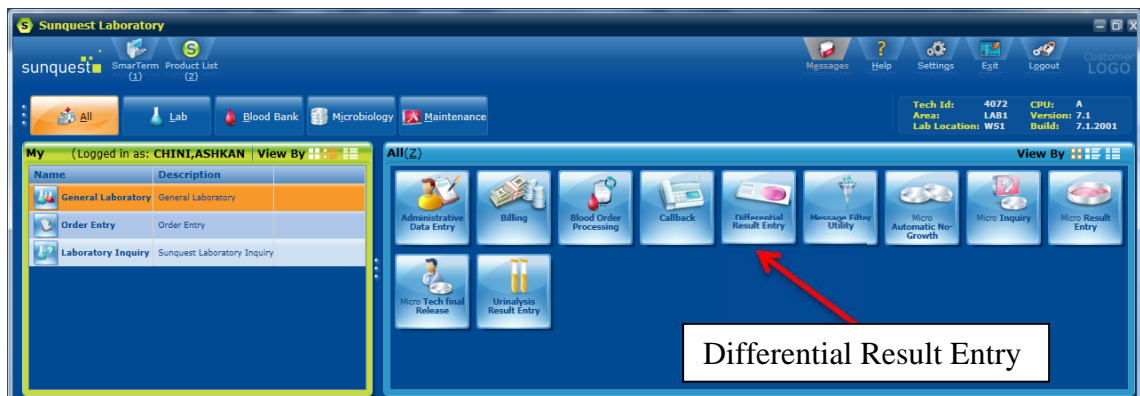 S Sunquest Laboratory
sunquest
SmarTerm
(1)
Product List
(2)
Messages
Help
Settings
Exit
Logout
Customer
LOGO
All
Lab
Blood Bank
Microbiology
Maintenance
Tech Id: 4072 CPU: A
Area: LAB1 Version: 7.1
Lab Location: WS1 Build: 7.1.2001
My (Logged in as: CHINI,ASHKAN View By
Name Description
General Laboratory General Laboratory
Order Entry Order Entry
Laboratory Inquiry Sunquest Laboratory Inquiry
All(Z) View By
Administrative
Data Entry
Billing
Blood Order
Processing
Callback
Differential
Result Entry
Message Filter
Utility
Micro
Automatic No-
Growth
Micro Inquiry
Micro Result
Entry
Micro Tech final
Release
Urinalysis
Result Entry
Differential Result Entry